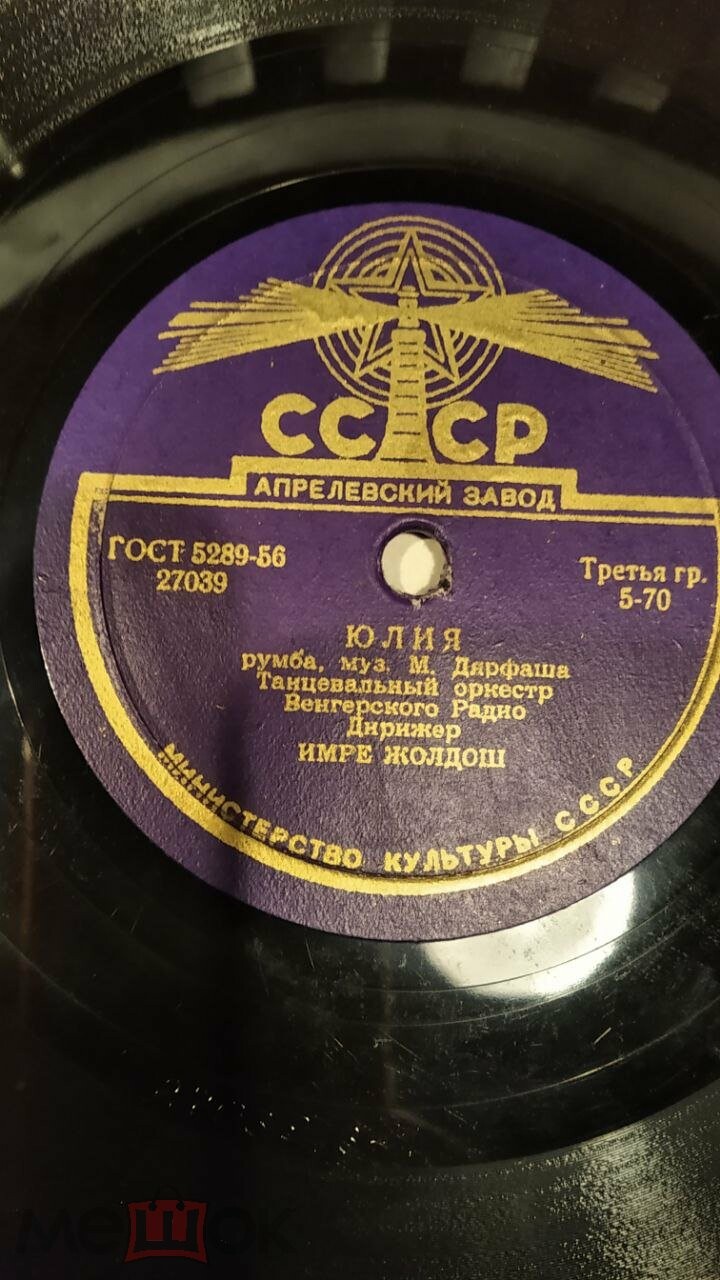 СССР
АПРЕЛЕВСКИЙ ЗАВОД
ГОСТ 5289-56
27039
Третья гр.
5-70
ЮЛИЯ
румба, муз. М. Дярфаша
Танцевальный оркестр
Венгерского Радио
Дирижер
ИМРЕ ЖОЛДОШ
МИНИСТЕРСТВО КУЛЬТУРЫ СССР
мешок